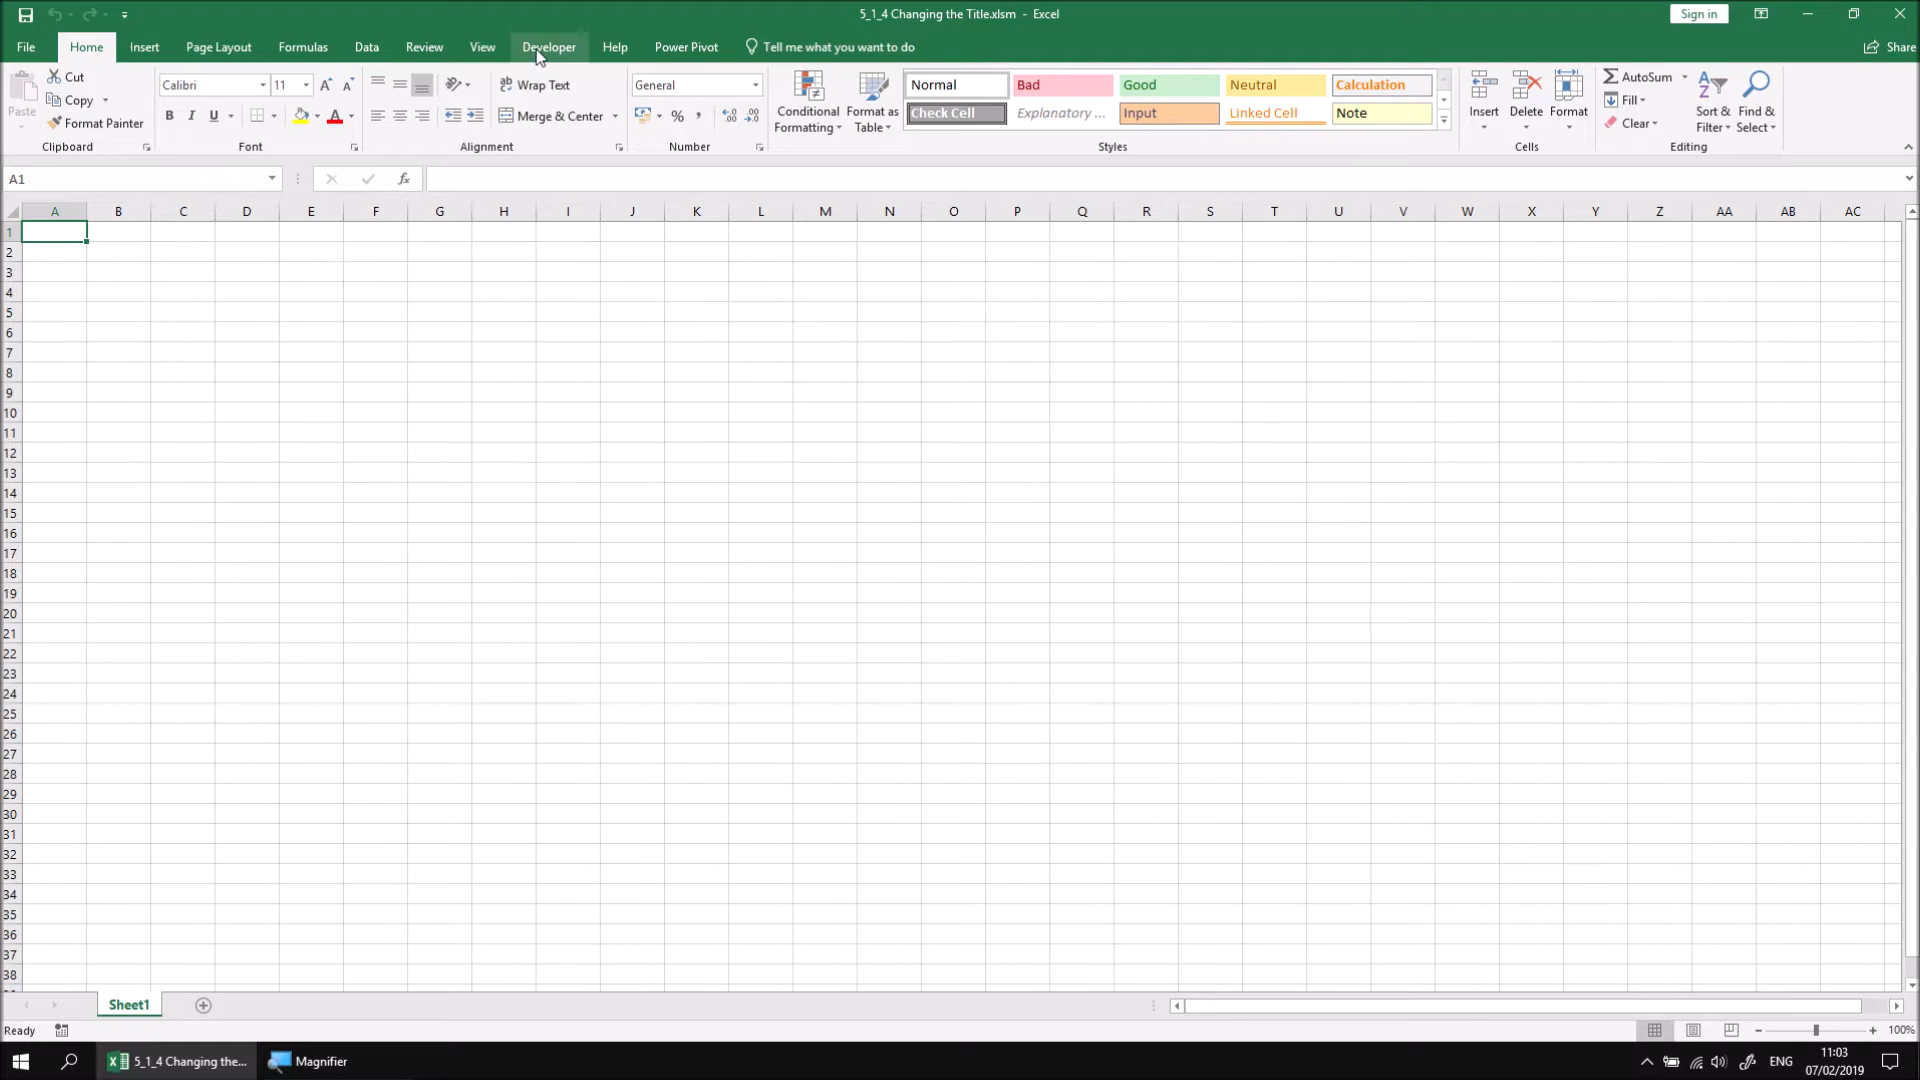 5_1_4 Changing the Title.xlsm - Excel
Sign in
File Home Insert Page Layout Formulas Data Review View Developer Help Power Pivot Tell me what you want to do Share
Paste
Cut
Copy
Format Painter
Clipboard
Calibri 11
B I U
Font
Wrap Text
Merge & Center
Alignment
General
%
Number
Conditional Formatting
Format as Table
Normal Bad Good Neutral Calculation
Check Cell Explanatory ... Input Linked Cell Note
Styles
Insert Delete Format
Cells
AutoSum
Fill
Clear
Sort & Filter
Find & Select
Editing
A1
fx
A B C D E F G H I J K L M N O P Q R S T U V W X Y Z AA AB AC
1
2
3
4
5
6
7
8
9
10
11
12
13
14
15
16
17
18
19
20
21
22
23
24
25
26
27
28
29
30
31
32
33
34
35
36
37
38
Sheet1
Ready
100%
5_1_4 Changing the...
Magnifier
ENG
11:03
07/02/2019